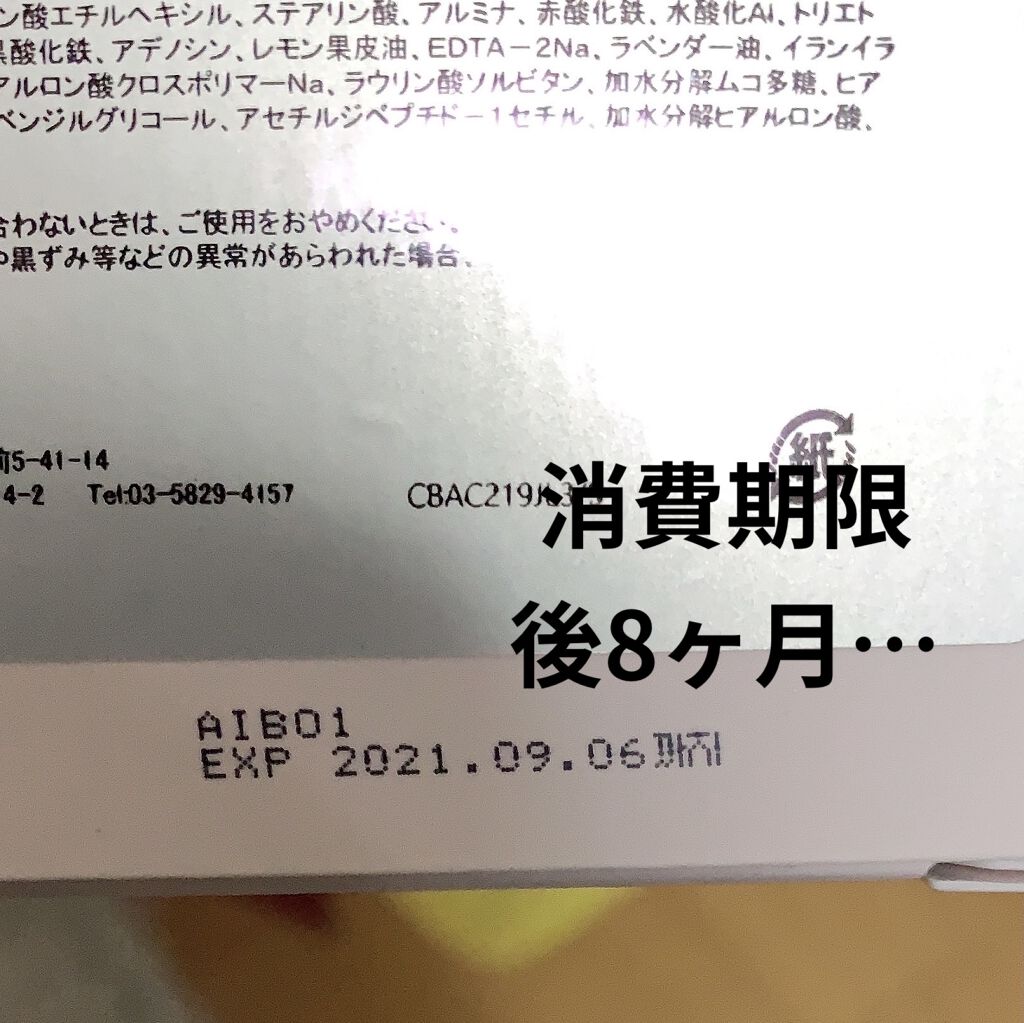 ン酸エチルヘキシル、ステアリン酸、アルミナ、赤酸化鉄、水酸化Al、トリエト
黒酸化鉄、アデノシン、レモン果皮油、EDTA－2Na、ラベンダー油、イランイラ
アルロン酸クロスポリマーNa、ラウリン酸ソルビタン、加水分解ムコ多糖、ヒア
ベンジルグリコール、アセチルジペプチド－1セチル、加水分解ヒアルロン酸、
合わないときは、ご使用をおやめください。
や黒ずみ等などの異常があらわれた場合、
前5-41-14
4-2 Tel:03-5829-4157
紙
消費期限
後8ヶ月…
AIB01
EXP 2021.09.06까지